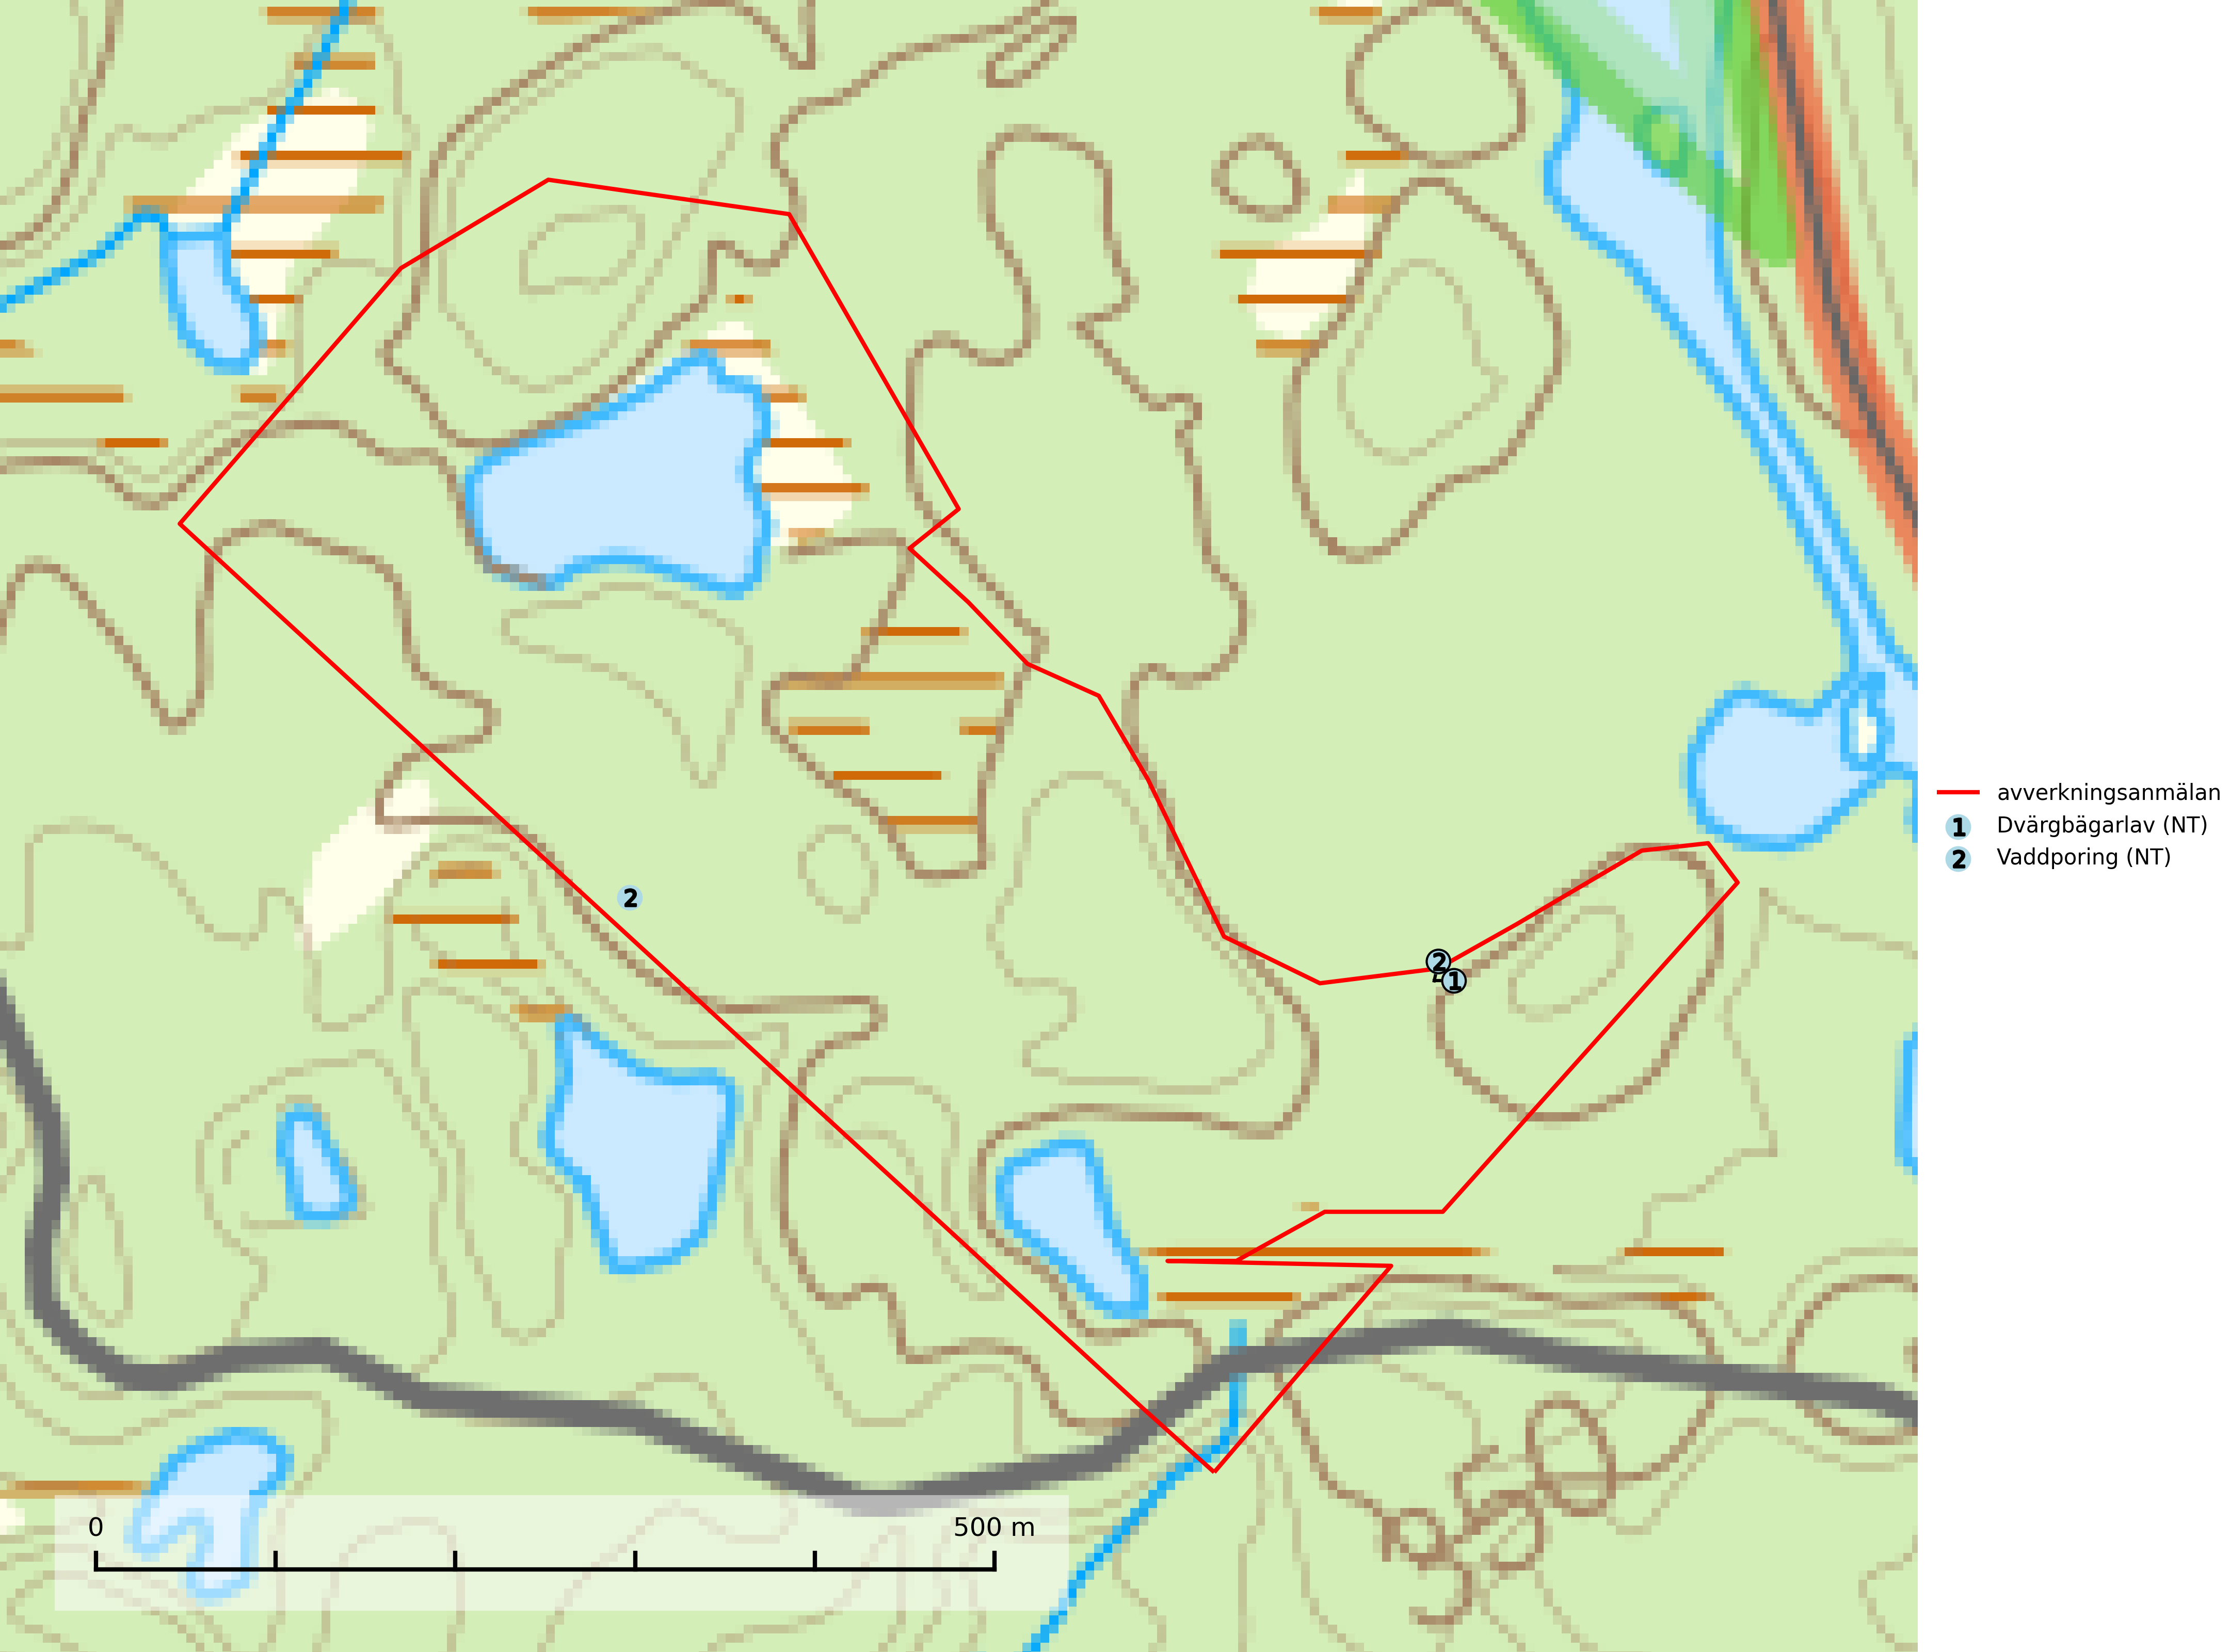 avverkningsanmälan
1 Dvärgbägarlav (NT)
2 Vaddporing (NT)
2
2
1
0 500 m